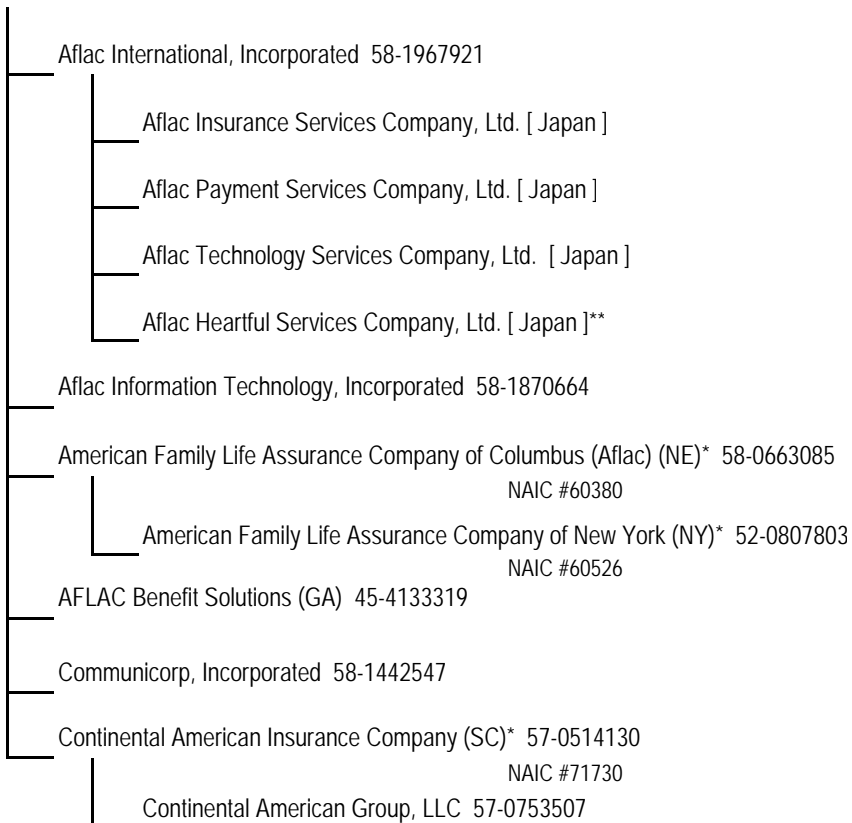 Aflac International, Incorporated 58-1967921
Aflac Insurance Services Company, Ltd. [ Japan ]
Aflac Payment Services Company, Ltd. [ Japan ]
Aflac Technology Services Company, Ltd. [ Japan ]
Aflac Heartful Services Company, Ltd. [ Japan ]**
Aflac Information Technology, Incorporated 58-1870664
American Family Life Assurance Company of Columbus (Aflac) (NE)* 58-0663085
NAIC #60380
American Family Life Assurance Company of New York (NY)* 52-0807803
NAIC #60526
AFLAC Benefit Solutions (GA) 45-4133319
Communicorp, Incorporated 58-1442547
Continental American Insurance Company (SC)* 57-0514130
NAIC #71730
Continental American Group, LLC 57-0753507